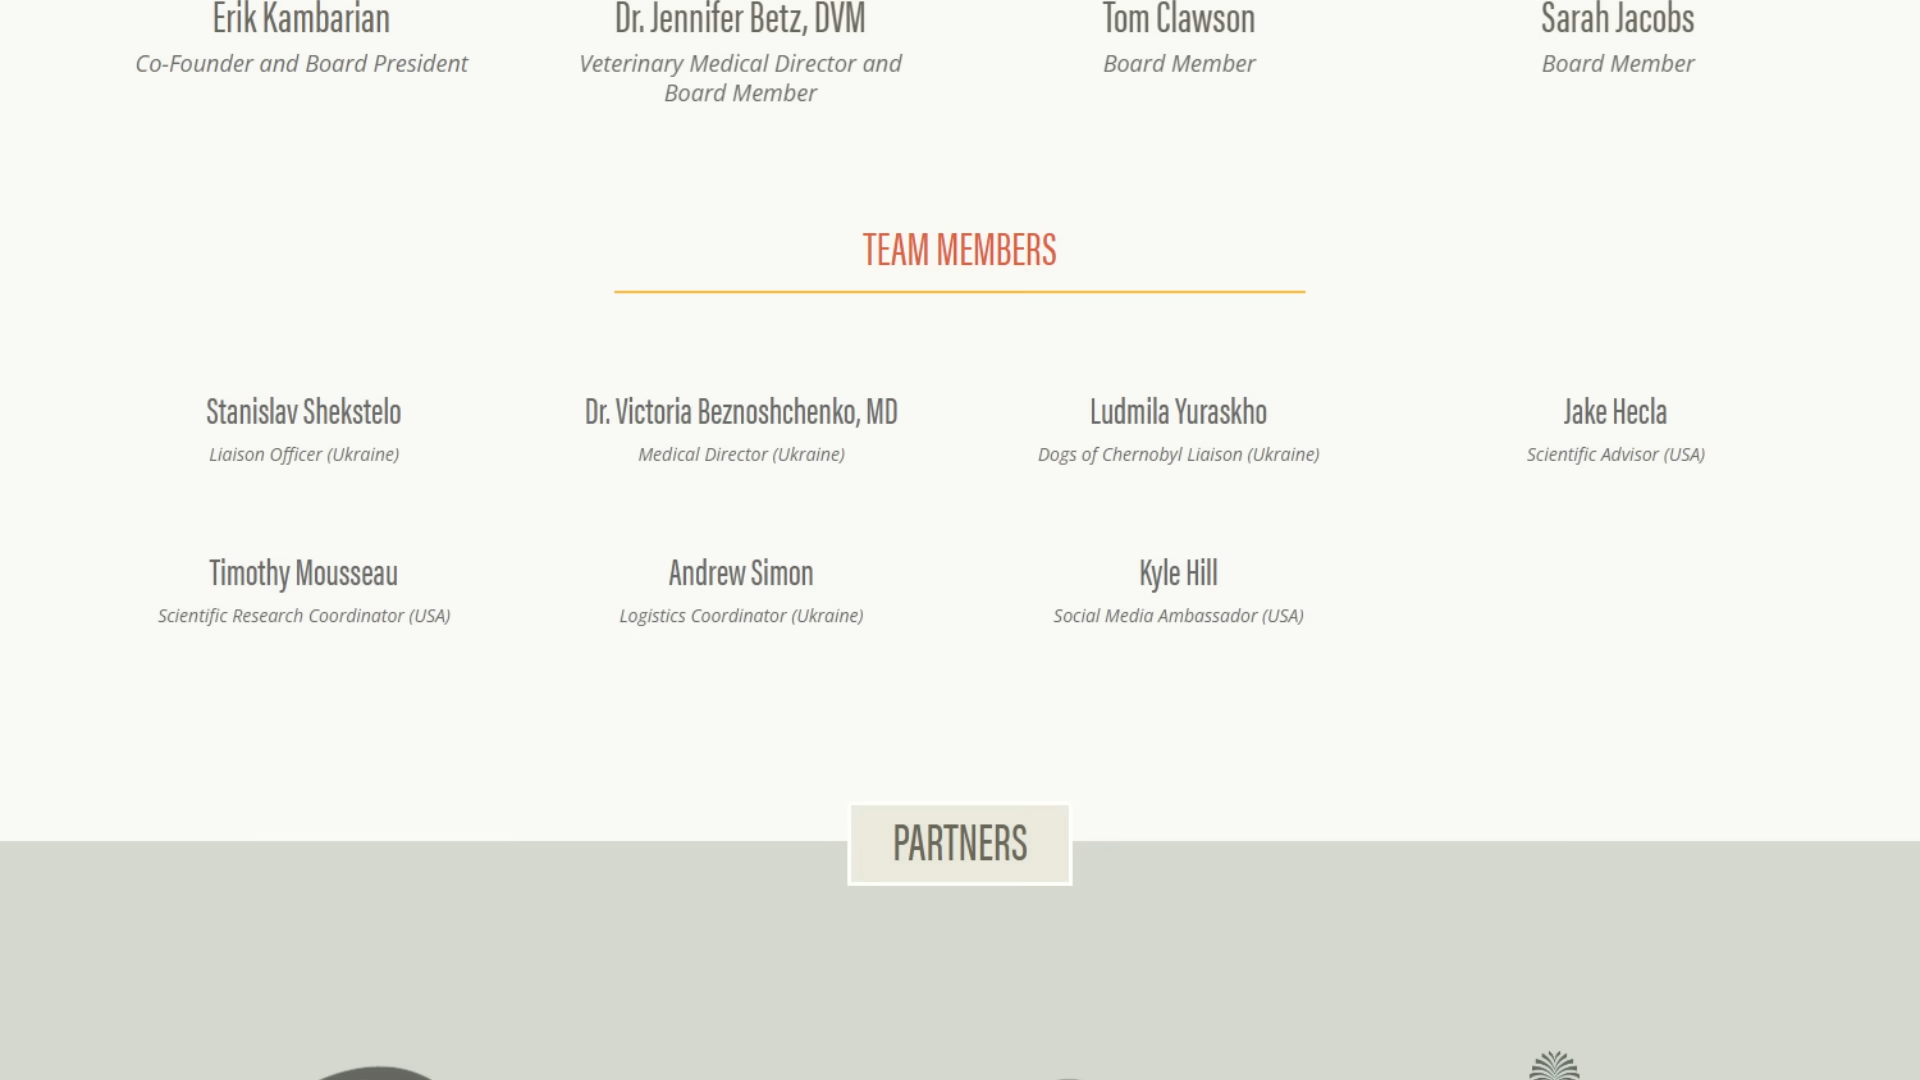 Erik Kambarian
Co-Founder and Board President
Dr. Jennifer Betz, DVM
Veterinary Medical Director and
Board Member
Tom Clawson
Board Member
Sarah Jacobs
Board Member
TEAM MEMBERS
Stanislav Shekstelo
Liaison Officer (Ukraine)
Dr. Victoria Beznoshchenko, MD
Medical Director (Ukraine)
Ludmila Yuraskho
Dogs of Chernobyl Liaison (Ukraine)
Jake Hecla
Scientific Advisor (USA)
Timothy Mousseau
Scientific Research Coordinator (USA)
Andrew Simon
Logistics Coordinator (Ukraine)
Kyle Hill
Social Media Ambassador (USA)
PARTNERS